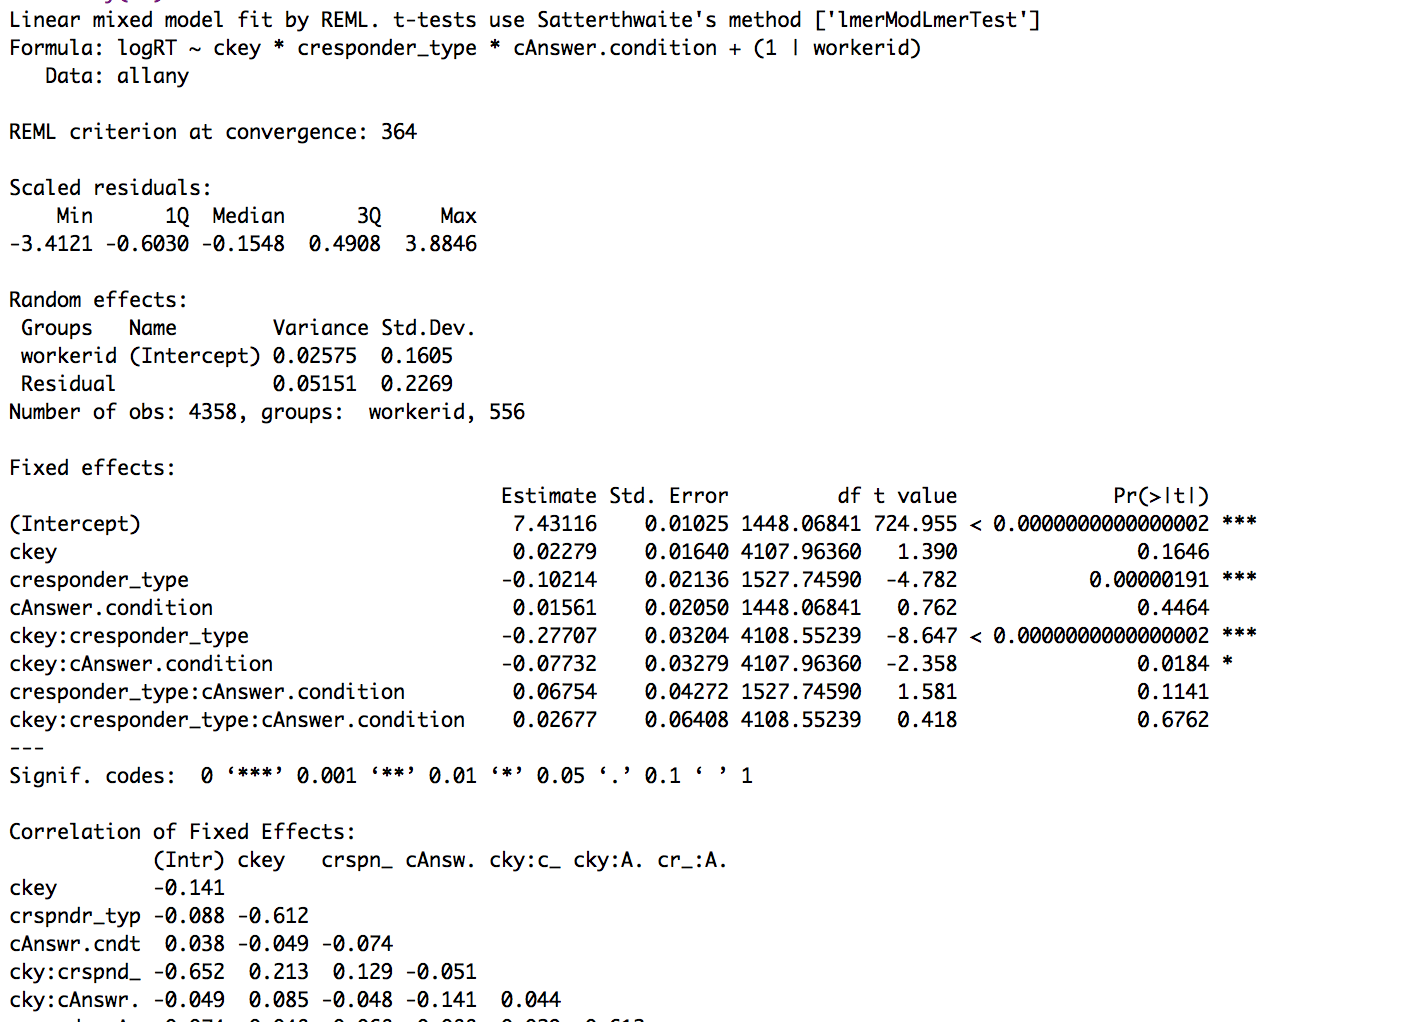 Linear mixed model fit by REML. t-tests use Satterthwaite's method ['lmerModLmerTest']
Formula: logRT ~ ckey * cresponder_type * cAnswer.condition + (1 | workerid)
   Data: allany

REML criterion at convergence: 364

Scaled residuals:
    Min      1Q  Median      3Q     Max
-3.4121 -0.6030 -0.1548  0.4908  3.8846

Random effects:
 Groups   Name        Variance Std.Dev.
 workerid (Intercept) 0.02575  0.1605
 Residual             0.05151  0.2269
Number of obs: 4358, groups:  workerid, 556

Fixed effects:
                                         Estimate Std. Error         df t value             Pr(>|t|)
(Intercept)                               7.43116    0.01025 1448.06841 724.955 < 0.0000000000000002 ***
ckey                                      0.02279    0.01640 4107.96360   1.390               0.1646
cresponder_type                          -0.10214    0.02136 1527.74590  -4.782           0.00000191 ***
cAnswer.condition                         0.01561    0.02050 1448.06841   0.762               0.4464
ckey:cresponder_type                     -0.27707    0.03204 4108.55239  -8.647 < 0.0000000000000002 ***
ckey:cAnswer.condition                   -0.07732    0.03279 4107.96360  -2.358               0.0184 *
cresponder_type:cAnswer.condition         0.06754    0.04272 1527.74590   1.581               0.1141
ckey:cresponder_type:cAnswer.condition    0.02677    0.06408 4108.55239   0.418               0.6762
---
Signif. codes:  0 ‘***’ 0.001 ‘**’ 0.01 ‘*’ 0.05 ‘.’ 0.1 ‘ ’ 1

Correlation of Fixed Effects:
            (Intr) ckey   crspn_ cAnsw. cky:c_ cky:A. cr_:A.
ckey        -0.141
crspndr_typ -0.088 -0.612
cAnswr.cndt  0.038 -0.049 -0.074
cky:crspnd_ -0.652  0.213  0.129 -0.051
cky:cAnswr. -0.049  0.085 -0.048 -0.141  0.044